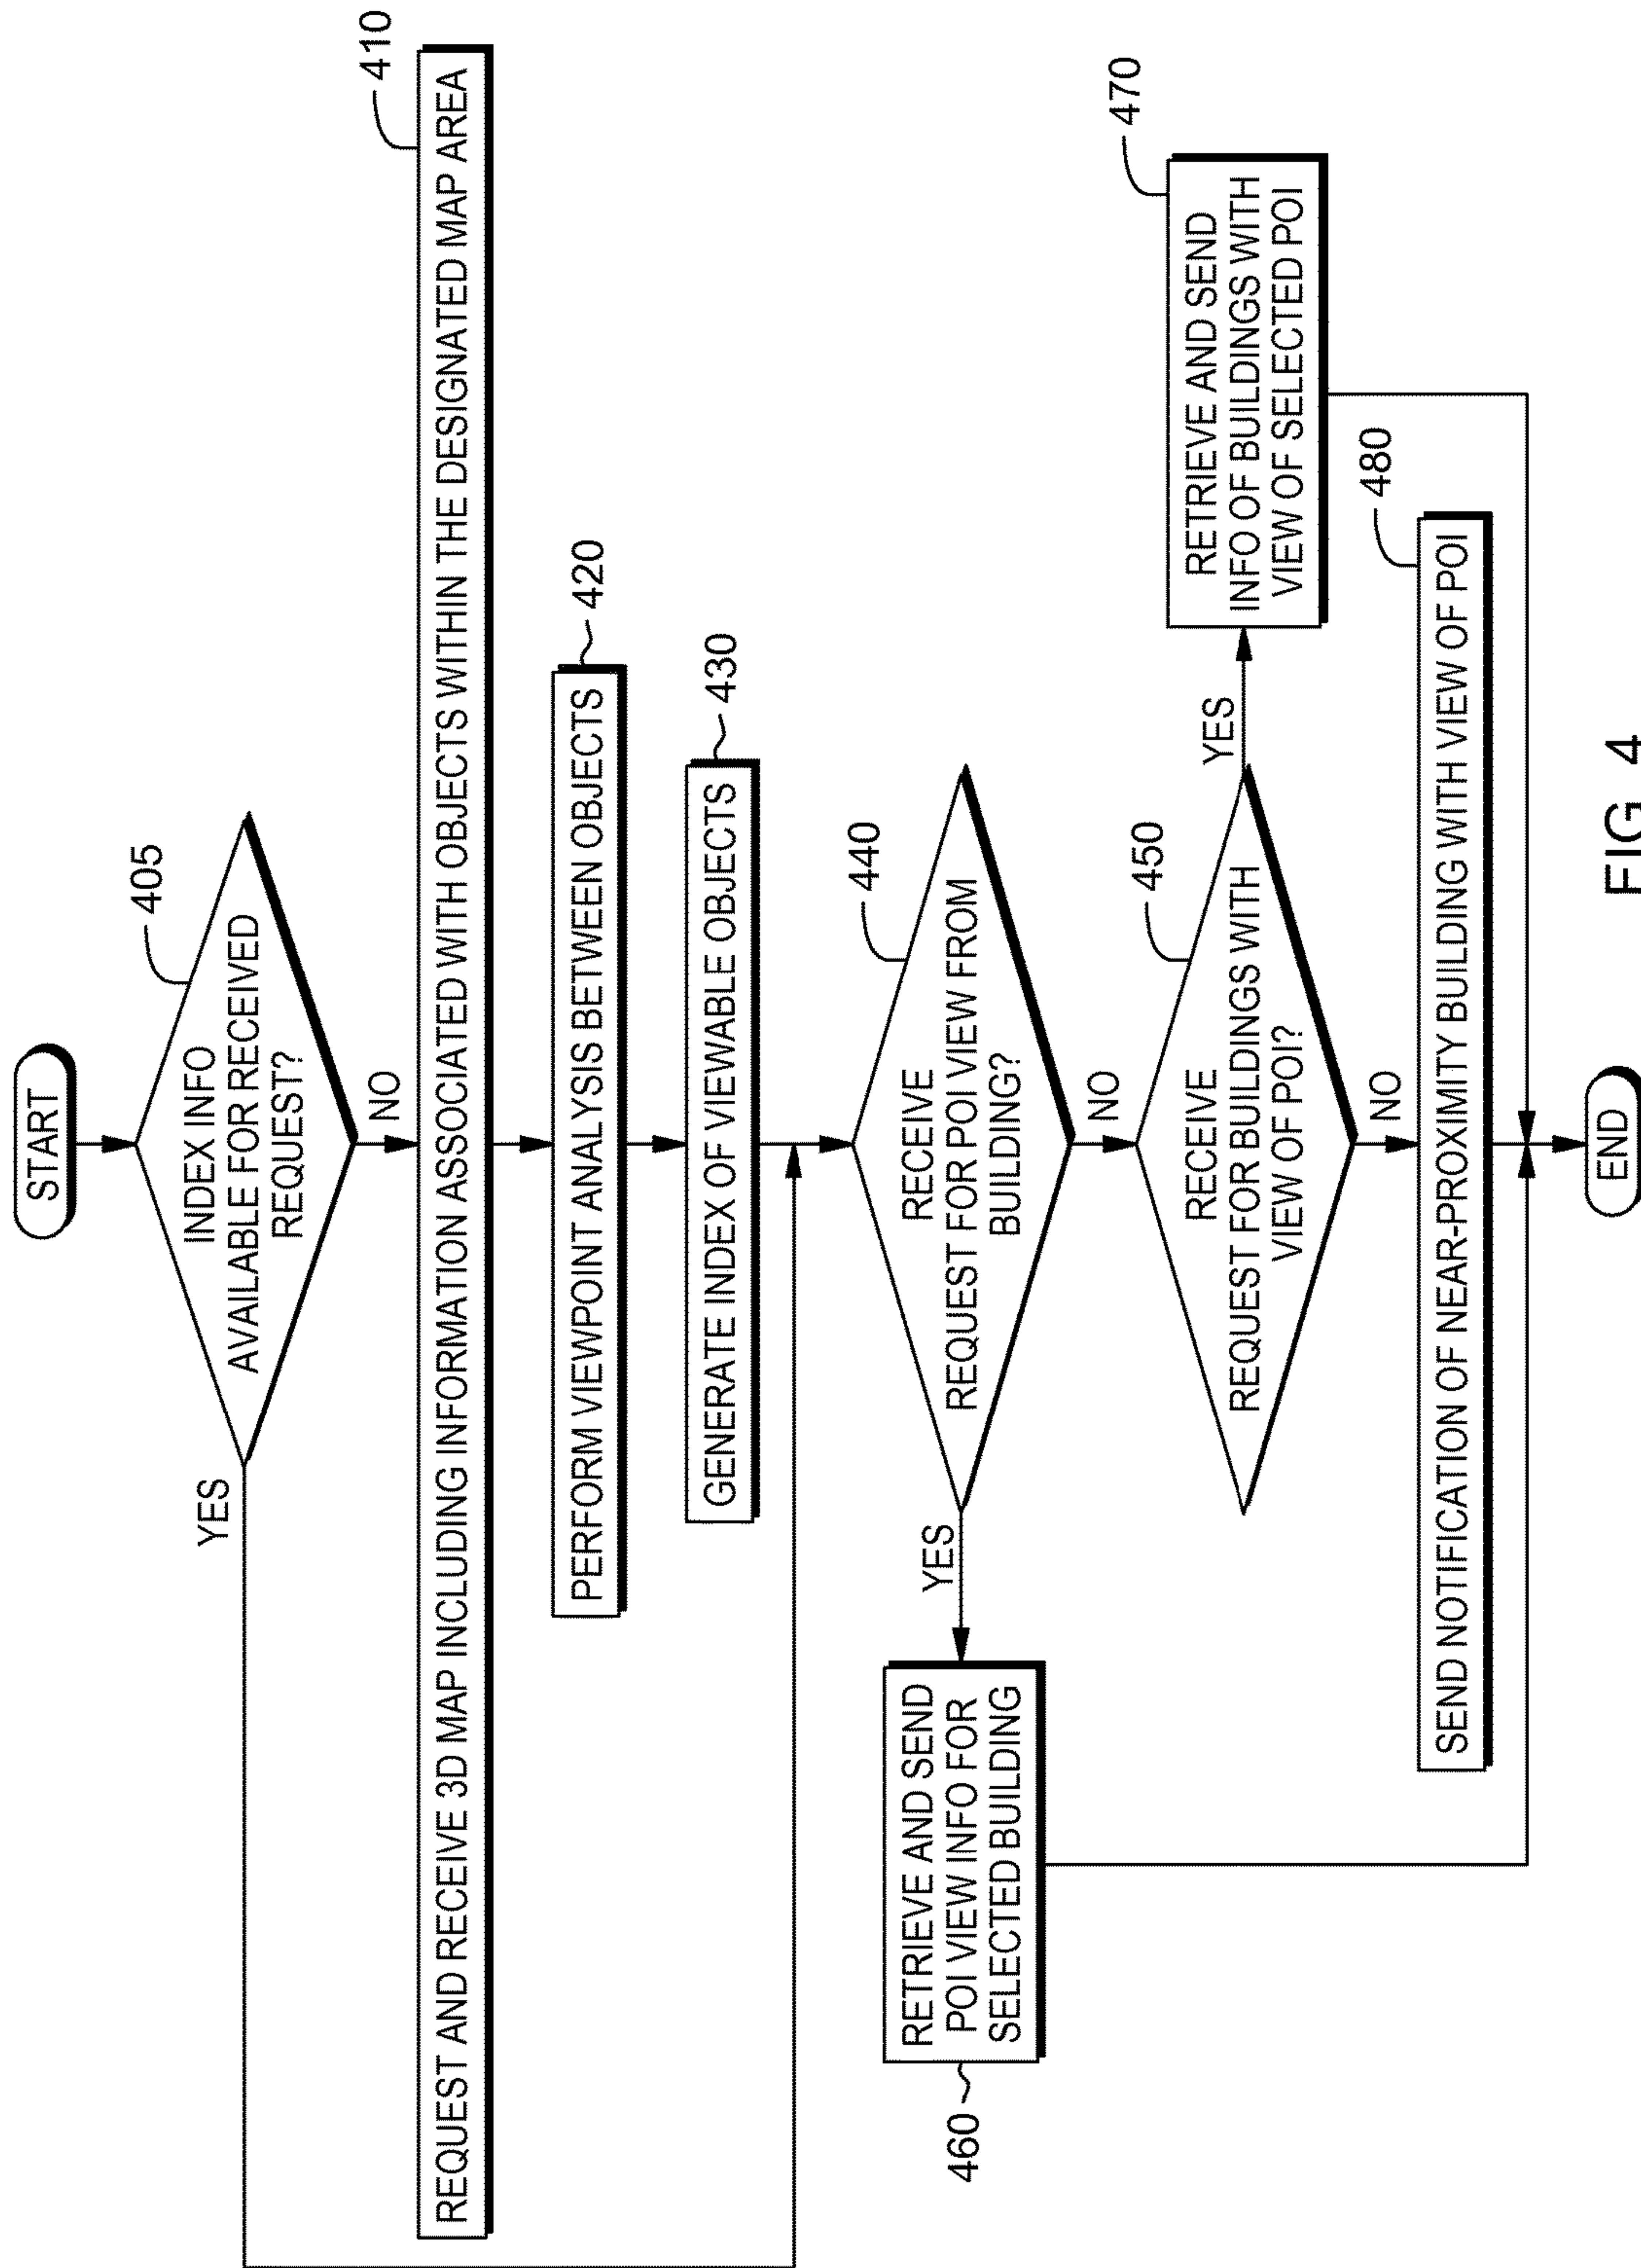 START
405
INDEX INFO
AVAILABLE FOR RECEIVED
REQUEST?
YES
NO
410
REQUEST AND RECEIVE 3D MAP INCLUDING INFORMATION ASSOCIATED WITH OBJECTS WITHIN THE DESIGNATED MAP AREA
PERFORM VIEWPOINT ANALYSIS BETWEEN OBJECTS
420
GENERATE INDEX OF VIEWABLE OBJECTS
430
440
RECEIVE
REQUEST FOR POI VIEW FROM
BUILDING?
YES
NO
RETRIEVE AND SEND
POI VIEW INFO FOR
SELECTED BUILDING
460
450
RECEIVE
REQUEST FOR BUILDINGS WITH
VIEW OF POI?
YES
NO
470
RETRIEVE AND SEND
INFO OF BUILDINGS WITH
VIEW OF SELECTED POI
480
SEND NOTIFICATION OF NEAR-PROXIMITY BUILDING WITH VIEW OF POI
END
FIG. 4